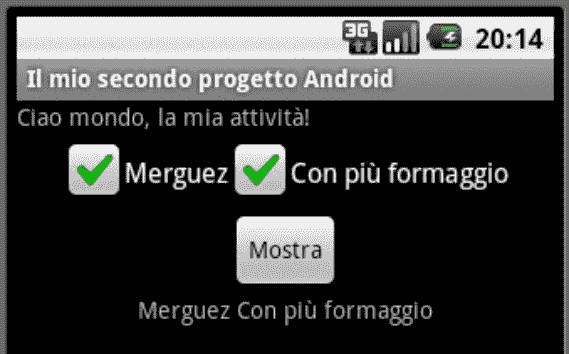 3G 20:14
Il mio secondo progetto Android
Ciao mondo, la mia attività!
Merguez Con più formaggio
Mostra
Merguez Con più formaggio